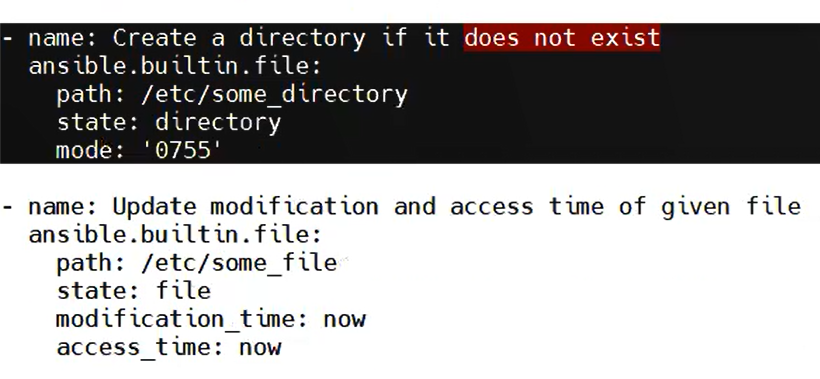 - name: Create a directory if it does not exist
  ansible.builtin.file:
    path: /etc/some_directory
    state: directory
    mode: '0755'
- name: Update modification and access time of given file
  ansible.builtin.file:
    path: /etc/some_file
    state: file
    modification_time: now
    access_time: now